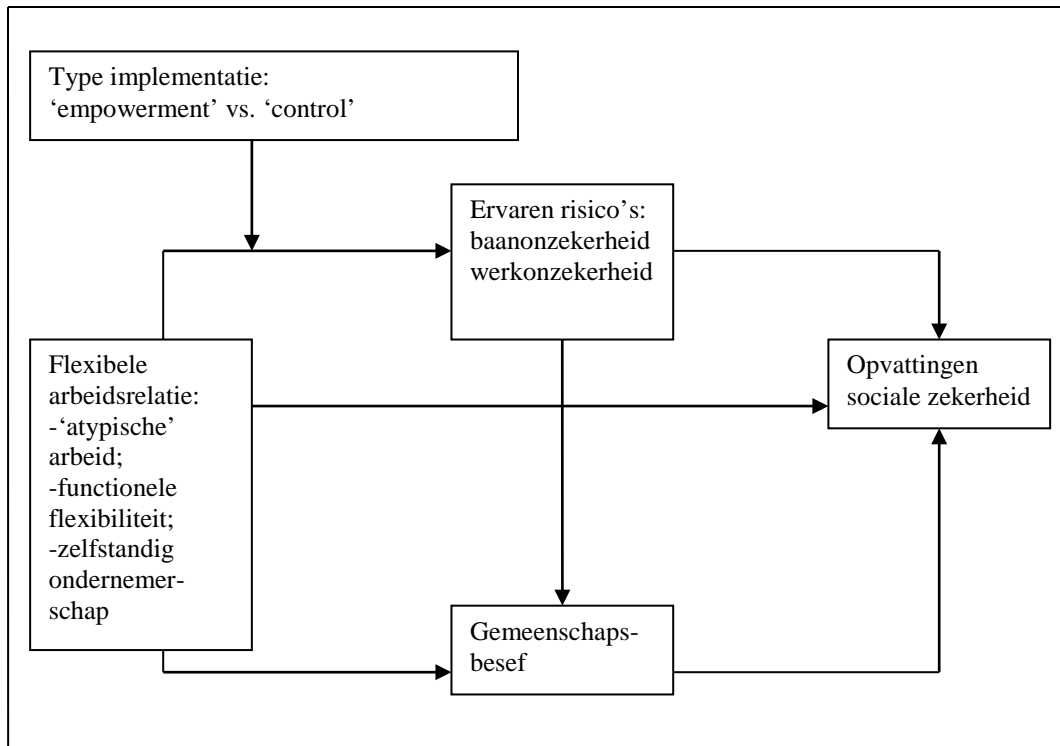 Type implementatie:
‘empowerment’ vs. ‘control’
Ervaren risico’s:
baanonzekerheid
werkonzekerheid
Flexibele
arbeidsrelatie:
-‘atypische’
arbeid;
-functionele
flexibiliteit;
-zelfstandig
ondernemer-
schap
Opvattingen
sociale zekerheid
Gemeenschaps-
besef